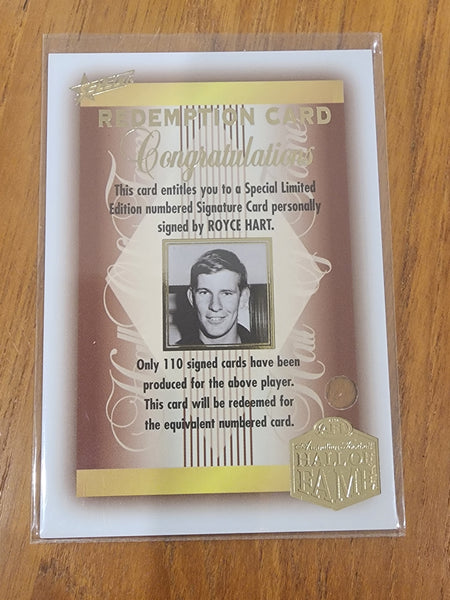 SELECT
REDEMPTION CARD
Congratulations
This card entitles you to a Special Limited
Edition numbered Signature Card personally
signed by ROYCE HART.
Only 110 signed cards have been
produced for the above player.
This card will be redeemed for
the equivalent numbered card.
Australian Football
HALL OF
FAME